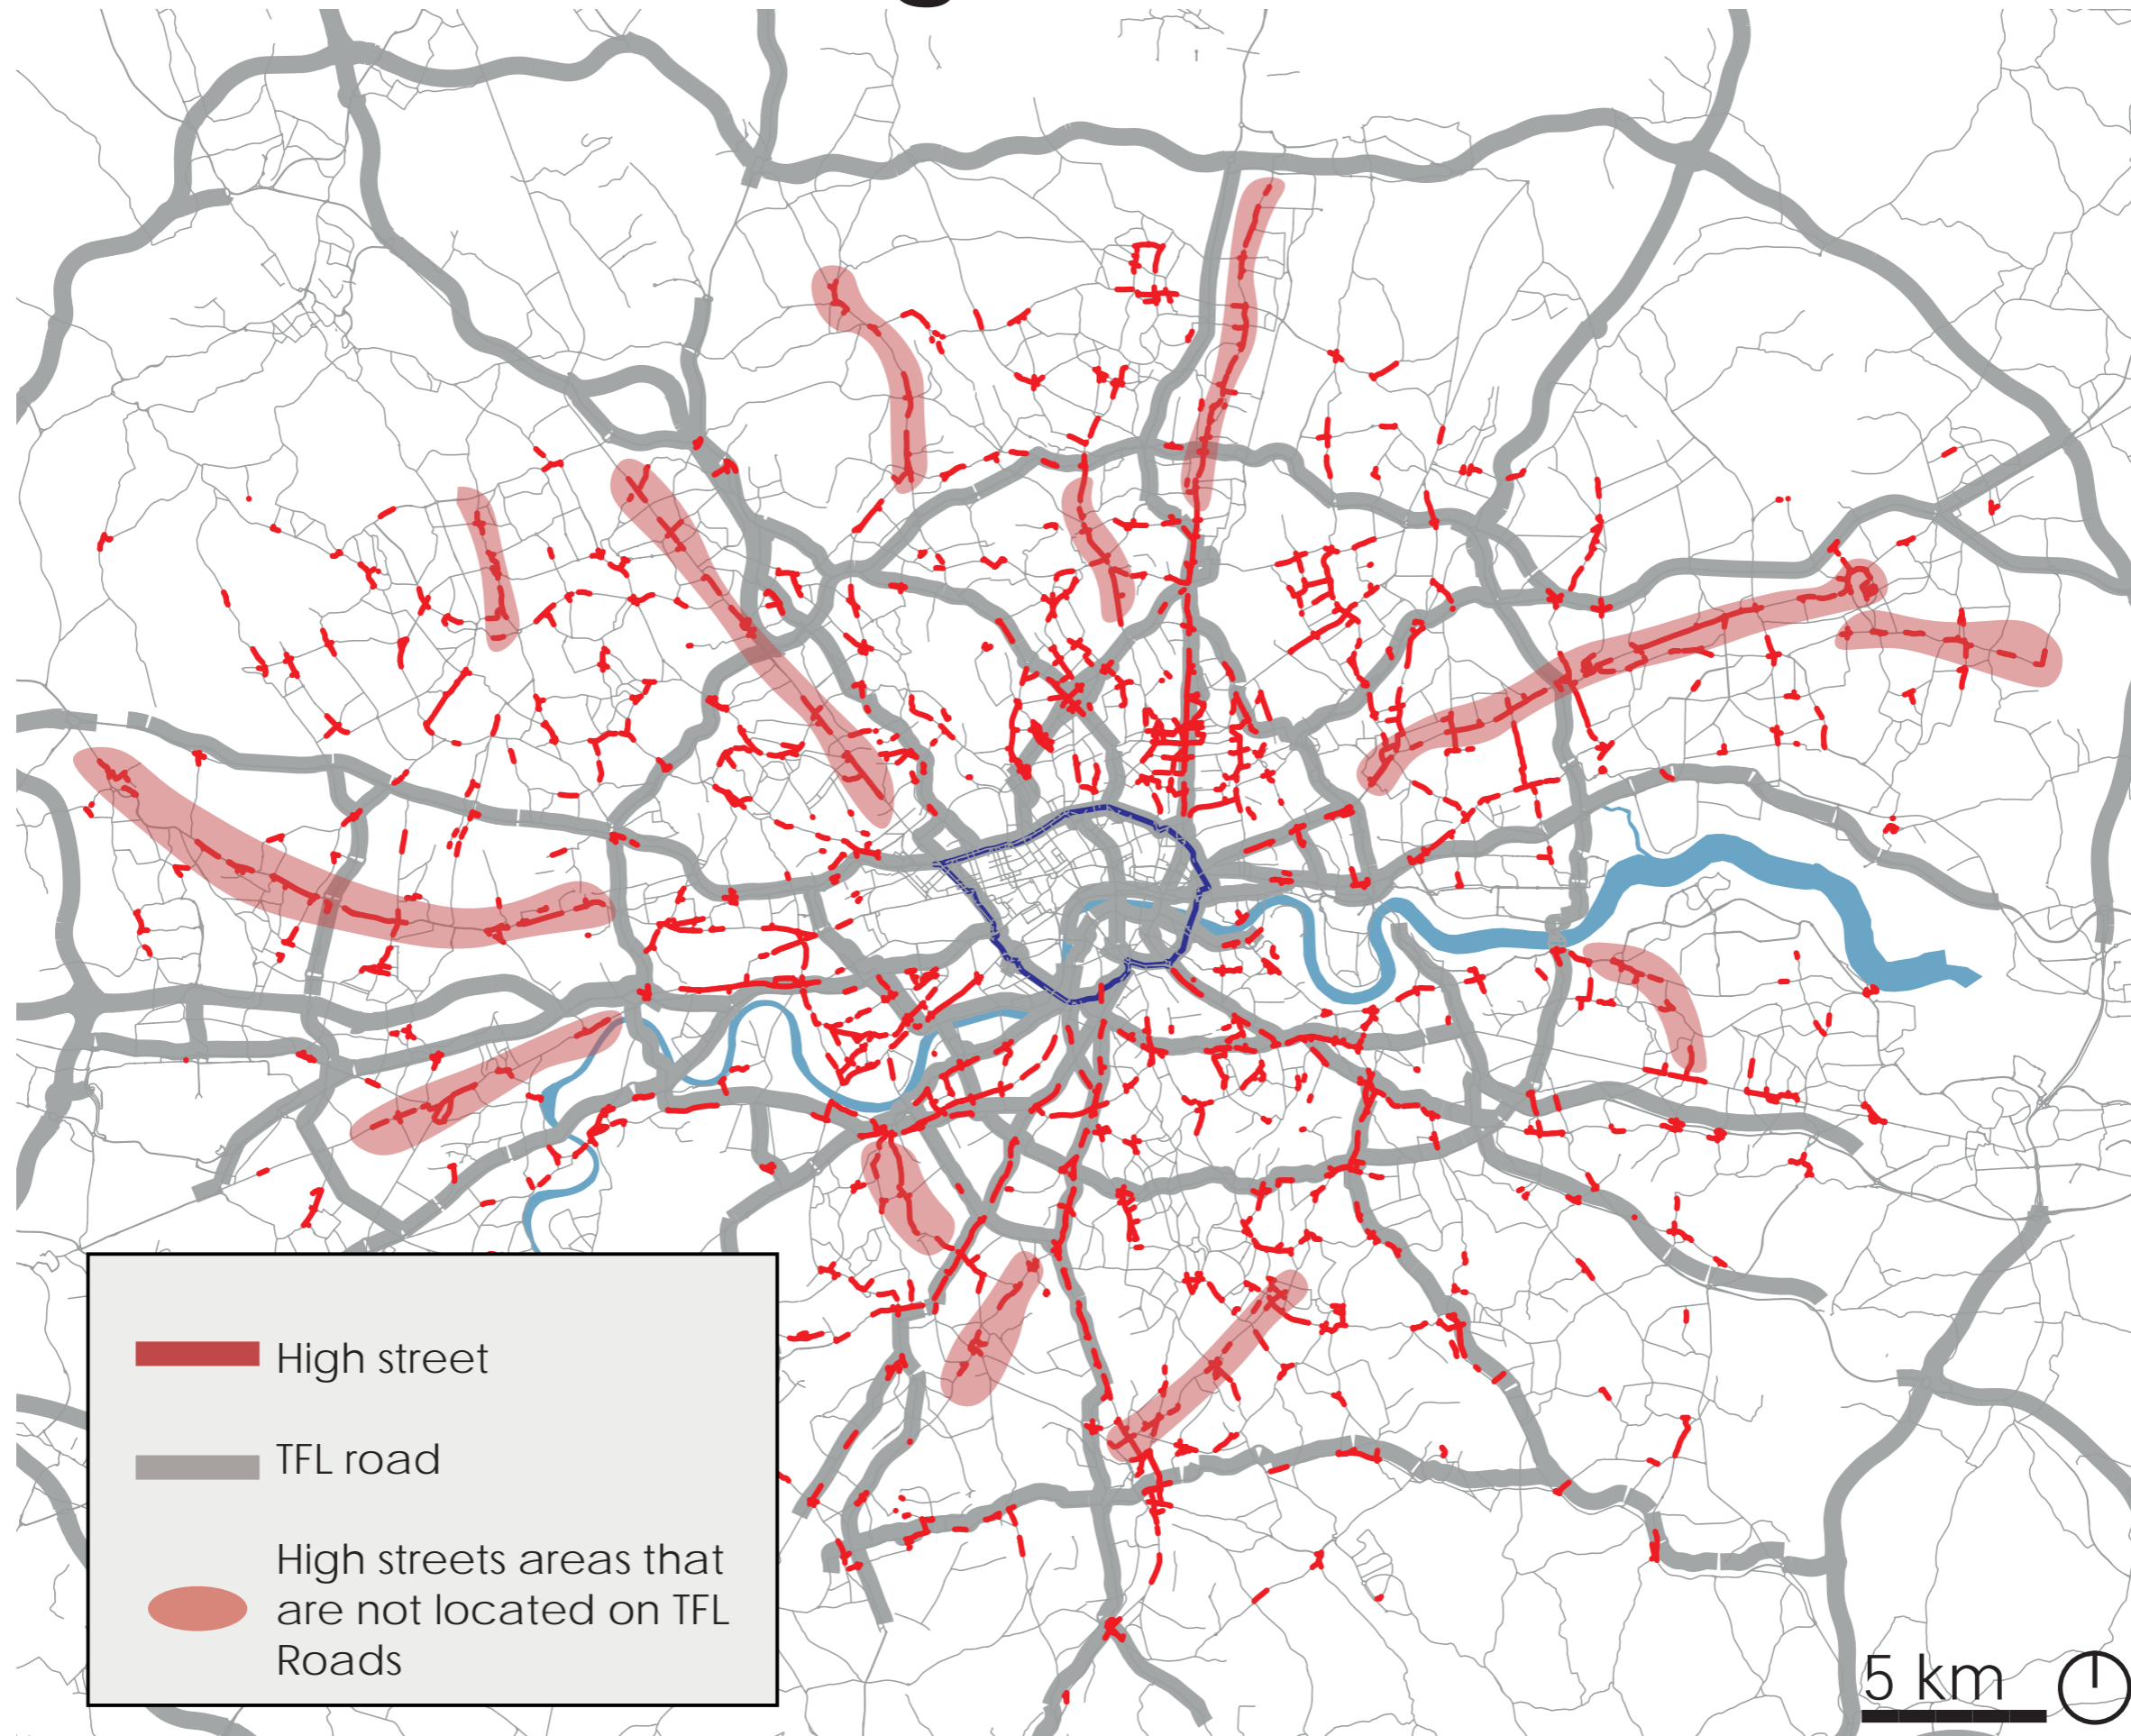 High street
TFL road
High streets areas that
are not located on TFL
Roads
5 km